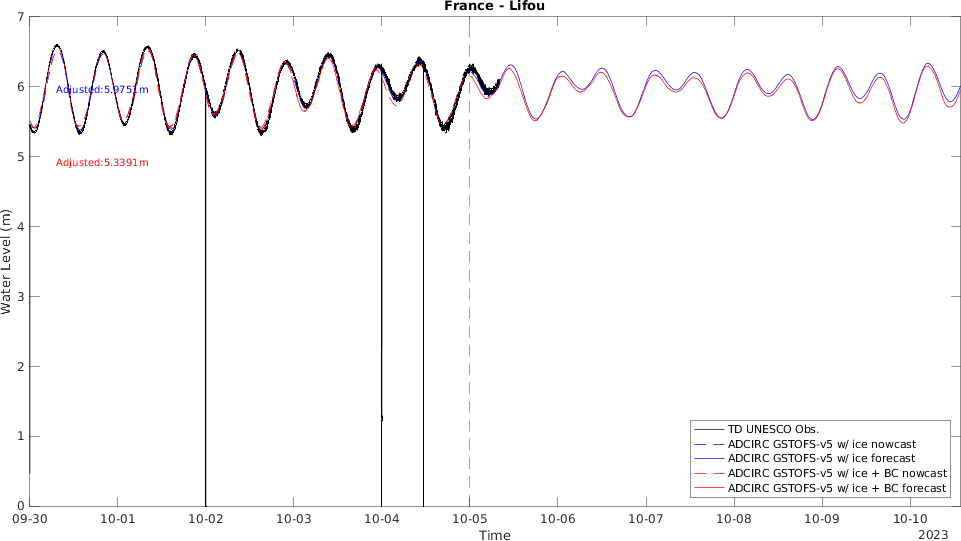 France - Lifou
7
6
5
4
3
2
1
0
Water Level (m)
Adjusted:5.9751m
Adjusted:5.3391m
TD UNESCO Obs.
ADCIRC GSTOFS-v5 w/ ice nowcast
ADCIRC GSTOFS-v5 w/ ice forecast
ADCIRC GSTOFS-v5 w/ ice + BC nowcast
ADCIRC GSTOFS-v5 w/ ice + BC forecast
09-30 10-01 10-02 10-03 10-04 10-05 10-06 10-07 10-08 10-09 10-10
Time
2023